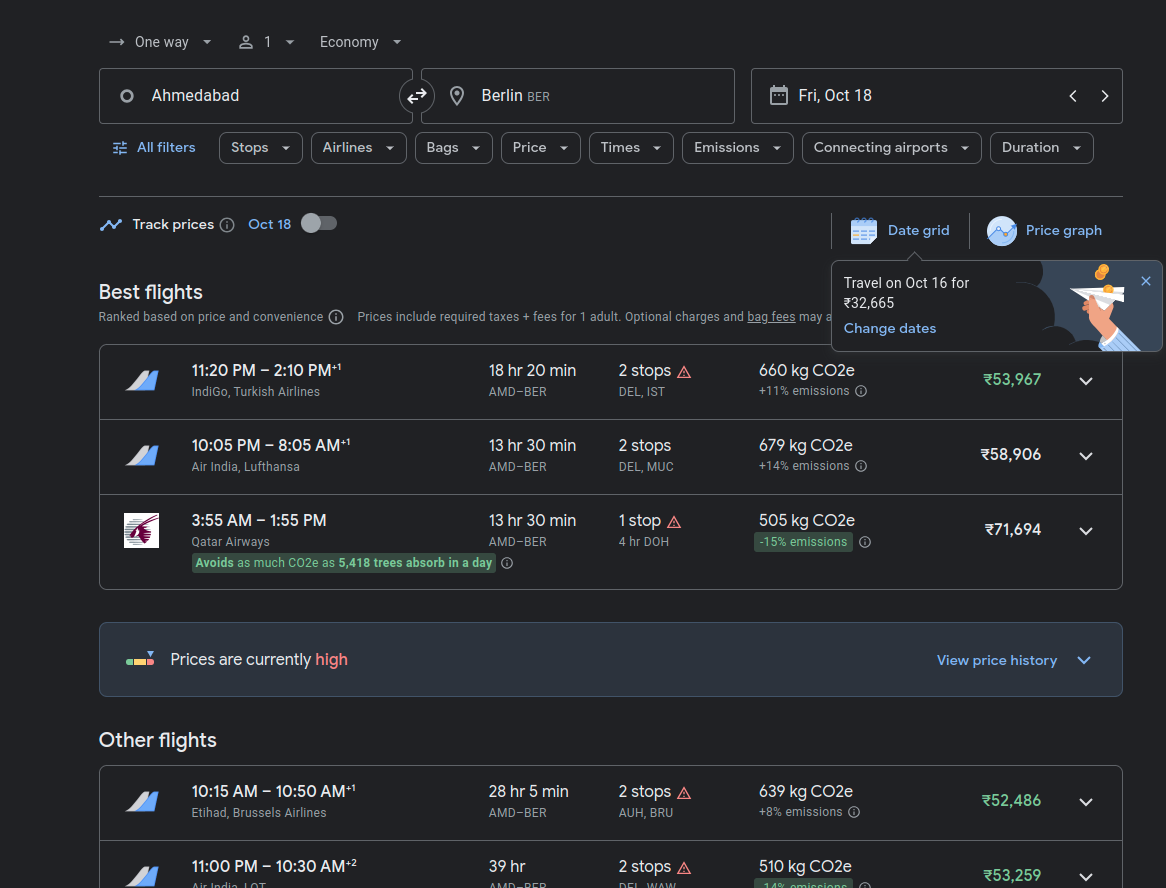 One way 1 Economy
Ahmedabad Berlin BER Fri, Oct 18
All filters Stops Airlines Bags Price Times Emissions Connecting airports Duration
Track prices Oct 18 Date grid Price graph
Travel on Oct 16 for
₹32,665
Change dates
Best flights
Ranked based on price and convenience Prices include required taxes + fees for 1 adult. Optional charges and bag fees may a
11:20 PM – 2:10 PM+1 18 hr 20 min 2 stops 660 kg CO2e ₹53,967
IndiGo, Turkish Airlines AMD–BER DEL, IST +11% emissions
10:05 PM – 8:05 AM+1 13 hr 30 min 2 stops 679 kg CO2e ₹58,906
Air India, Lufthansa AMD–BER DEL, MUC +14% emissions
3:55 AM – 1:55 PM 13 hr 30 min 1 stop 505 kg CO2e ₹71,694
Qatar Airways AMD–BER 4 hr DOH -15% emissions
Avoids as much CO2e as 5,418 trees absorb in a day
Prices are currently high View price history
Other flights
10:15 AM – 10:50 AM+1 28 hr 5 min 2 stops 639 kg CO2e ₹52,486
Etihad, Brussels Airlines AMD–BER AUH, BRU +8% emissions
11:00 PM – 10:30 AM+2 39 hr 2 stops 510 kg CO2e ₹53,259
Air India, LOT AMD–BER DEL, WAW -14% emissions